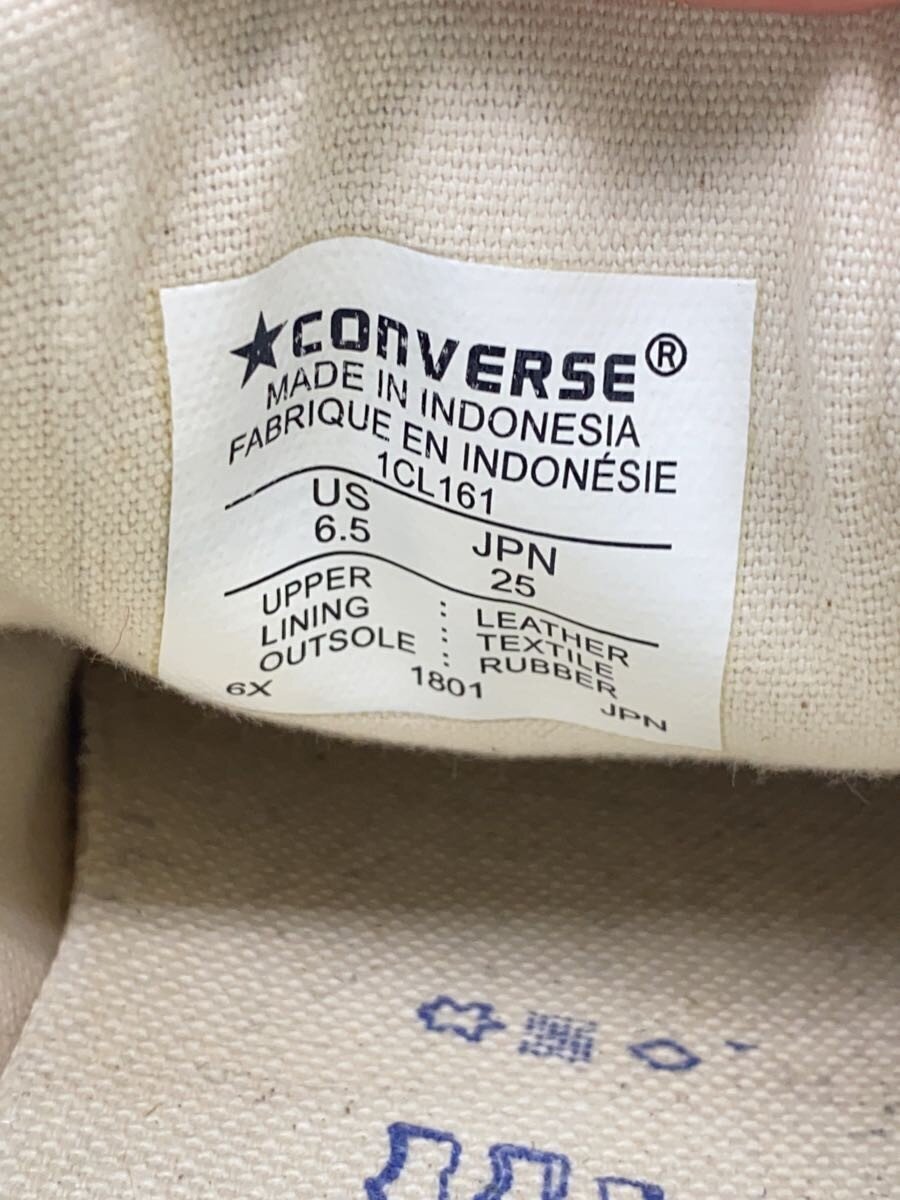 ★CONVERSE®
MADE IN INDONESIA
FABRIQUE EN INDONÉSIE
1CL161
US JPN
6.5 25
UPPER : LEATHER
LINING : TEXTILE
OUTSOLE : RUBBER
6X 1801 JPN